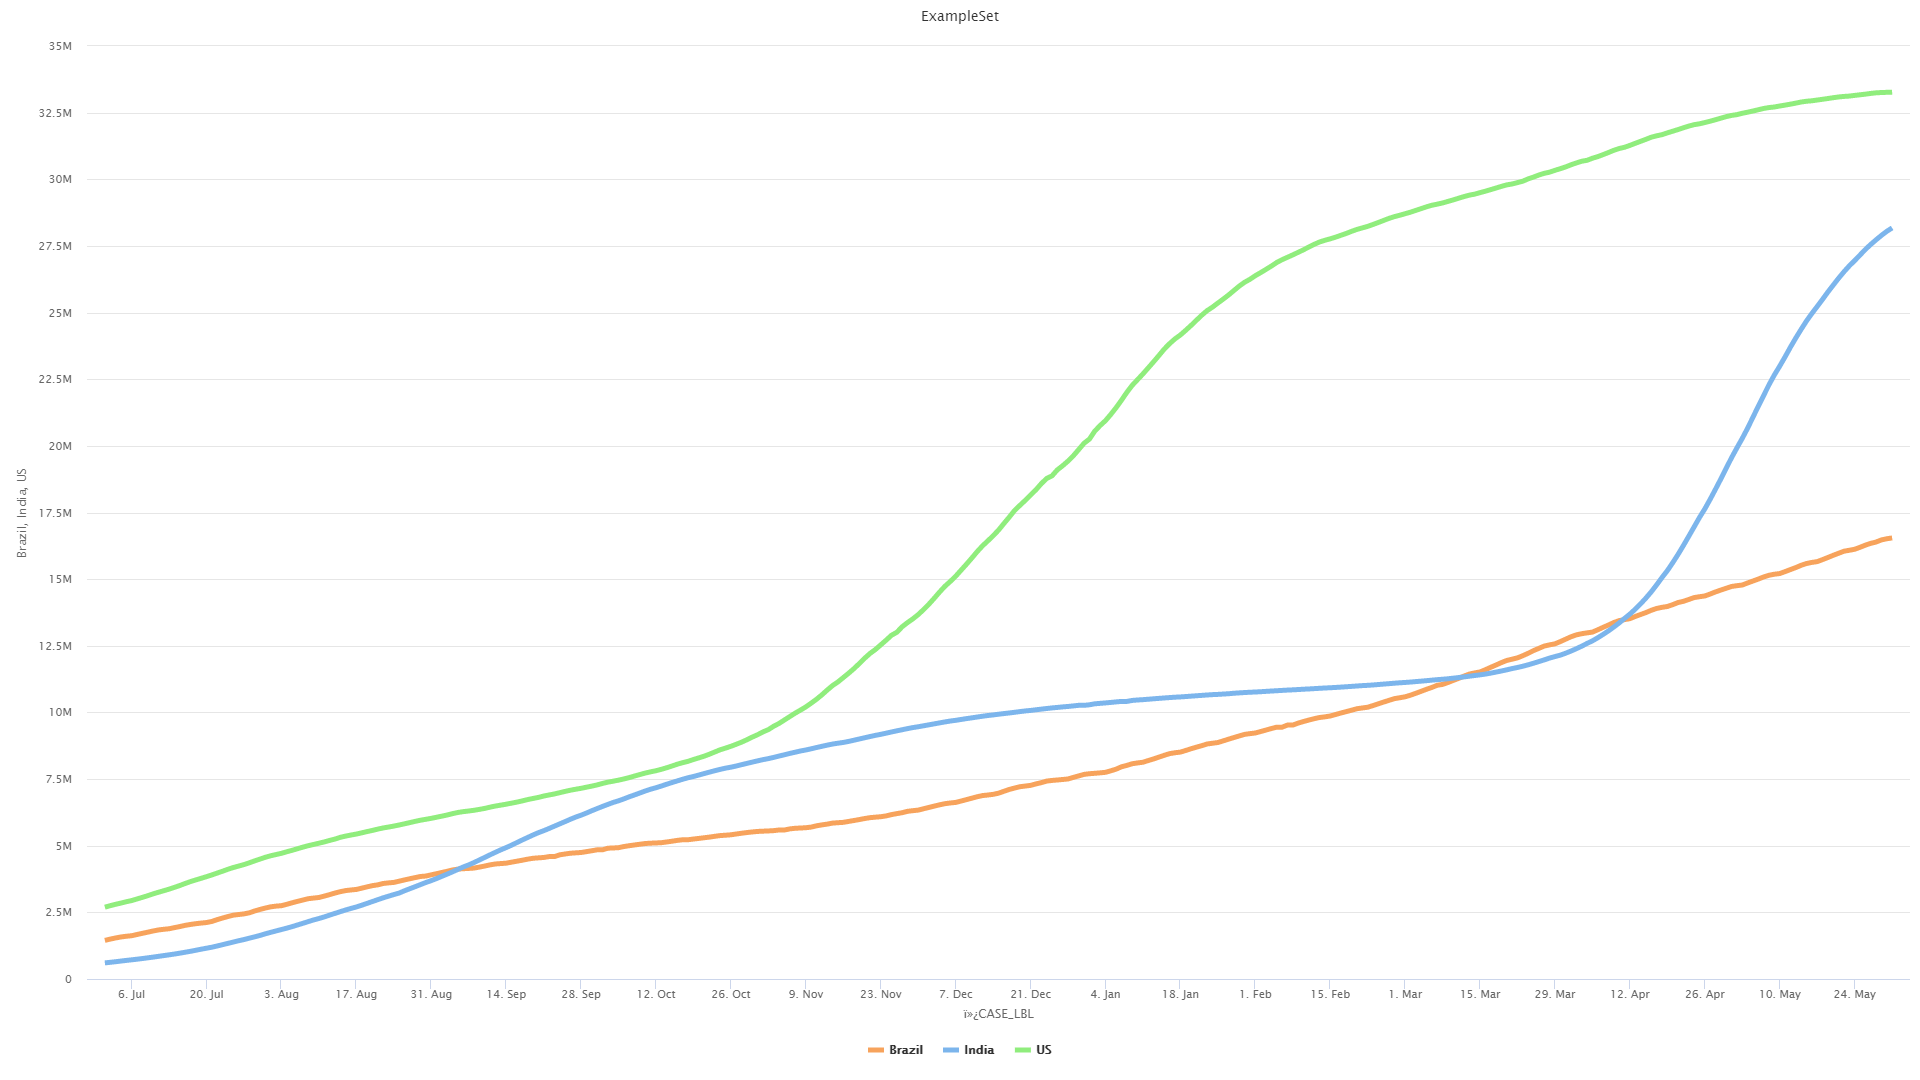 ExampleSet
35M
32.5M
30M
27.5M
25M
22.5M
20M
17.5M
15M
12.5M
10M
7.5M
5M
2.5M
0
Brazil, India, US
6. Jul 20. Jul 3. Aug 17. Aug 31. Aug 14. Sep 28. Sep 12. Oct 26. Oct 9. Nov 23. Nov 7. Dec 21. Dec 4. Jan 18. Jan 1. Feb 15. Feb 1. Mar 15. Mar 29. Mar 12. Apr 26. Apr 10. May 24. May
ï»¿CASE_LBL
Brazil India US